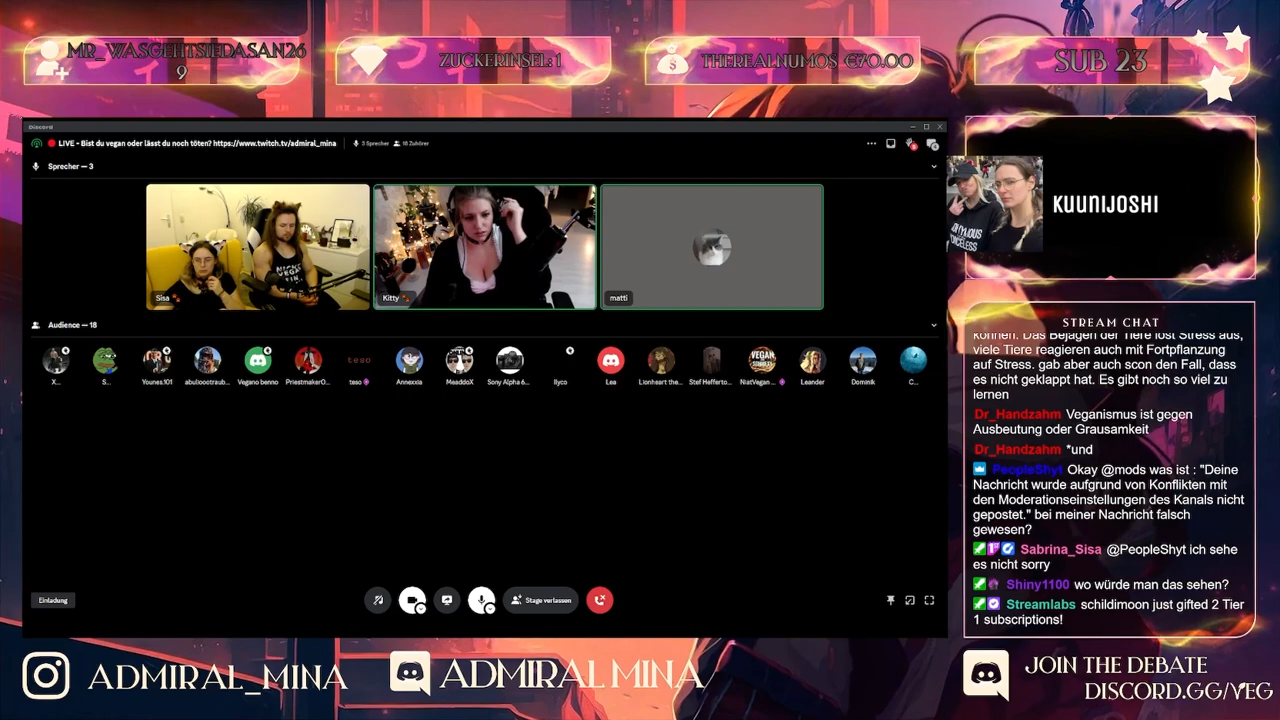 MR_WASGEHTSIEDASAN26
9
ZUCKERINSEL: 1
THEREALNUMOS €70.00
SUB 23
Discord
LIVE - Bist du vegan oder lässt du noch töten? https://www.twitch.tv/admiral_mina
3 Sprecher
18 Zuhörer
Sprecher — 3
Sisa
Kitty
matti
KUUNIJOSHI
Audience — 18
X...
S...
Younes.101
abulioootraub...
Vegano benno
PriestmakerO...
teso
Annexxia
MeaddoX
Sony Alpha 6...
Ilyco
Lea
Lionheart the...
Stef Hefferto...
NiatVegan...
Leander
Dominik
C...
STREAM CHAT
können. Das Bejagen der Tiere löst Stress aus,
viele Tiere reagieren auch mit Fortpflanzung
auf Stress. gab aber auch scon den Fall, dass
es nicht geklappt hat. Es gibt noch so viel zu
lernen
Dr_Handzahm Veganismus ist gegen
Ausbeutung oder Grausamkeit
Dr_Handzahm *und
PeopleShyt Okay @mods was ist : "Deine
Nachricht wurde aufgrund von Konflikten mit
den Moderationseinstellungen des Kanals nicht
gepostet." bei meiner Nachricht falsch
gewesen?
Sabrina_Sisa @PeopleShyt ich sehe
es nicht sorry
Shiny1100 wo würde man das sehen?
Streamlabs schildimoon just gifted 2 Tier
1 subscriptions!
Einladung
Stage verlassen
ADMIRAL_MINA
ADMIRAL MINA
JOIN THE DEBATE
DISCORD.GG/VEG